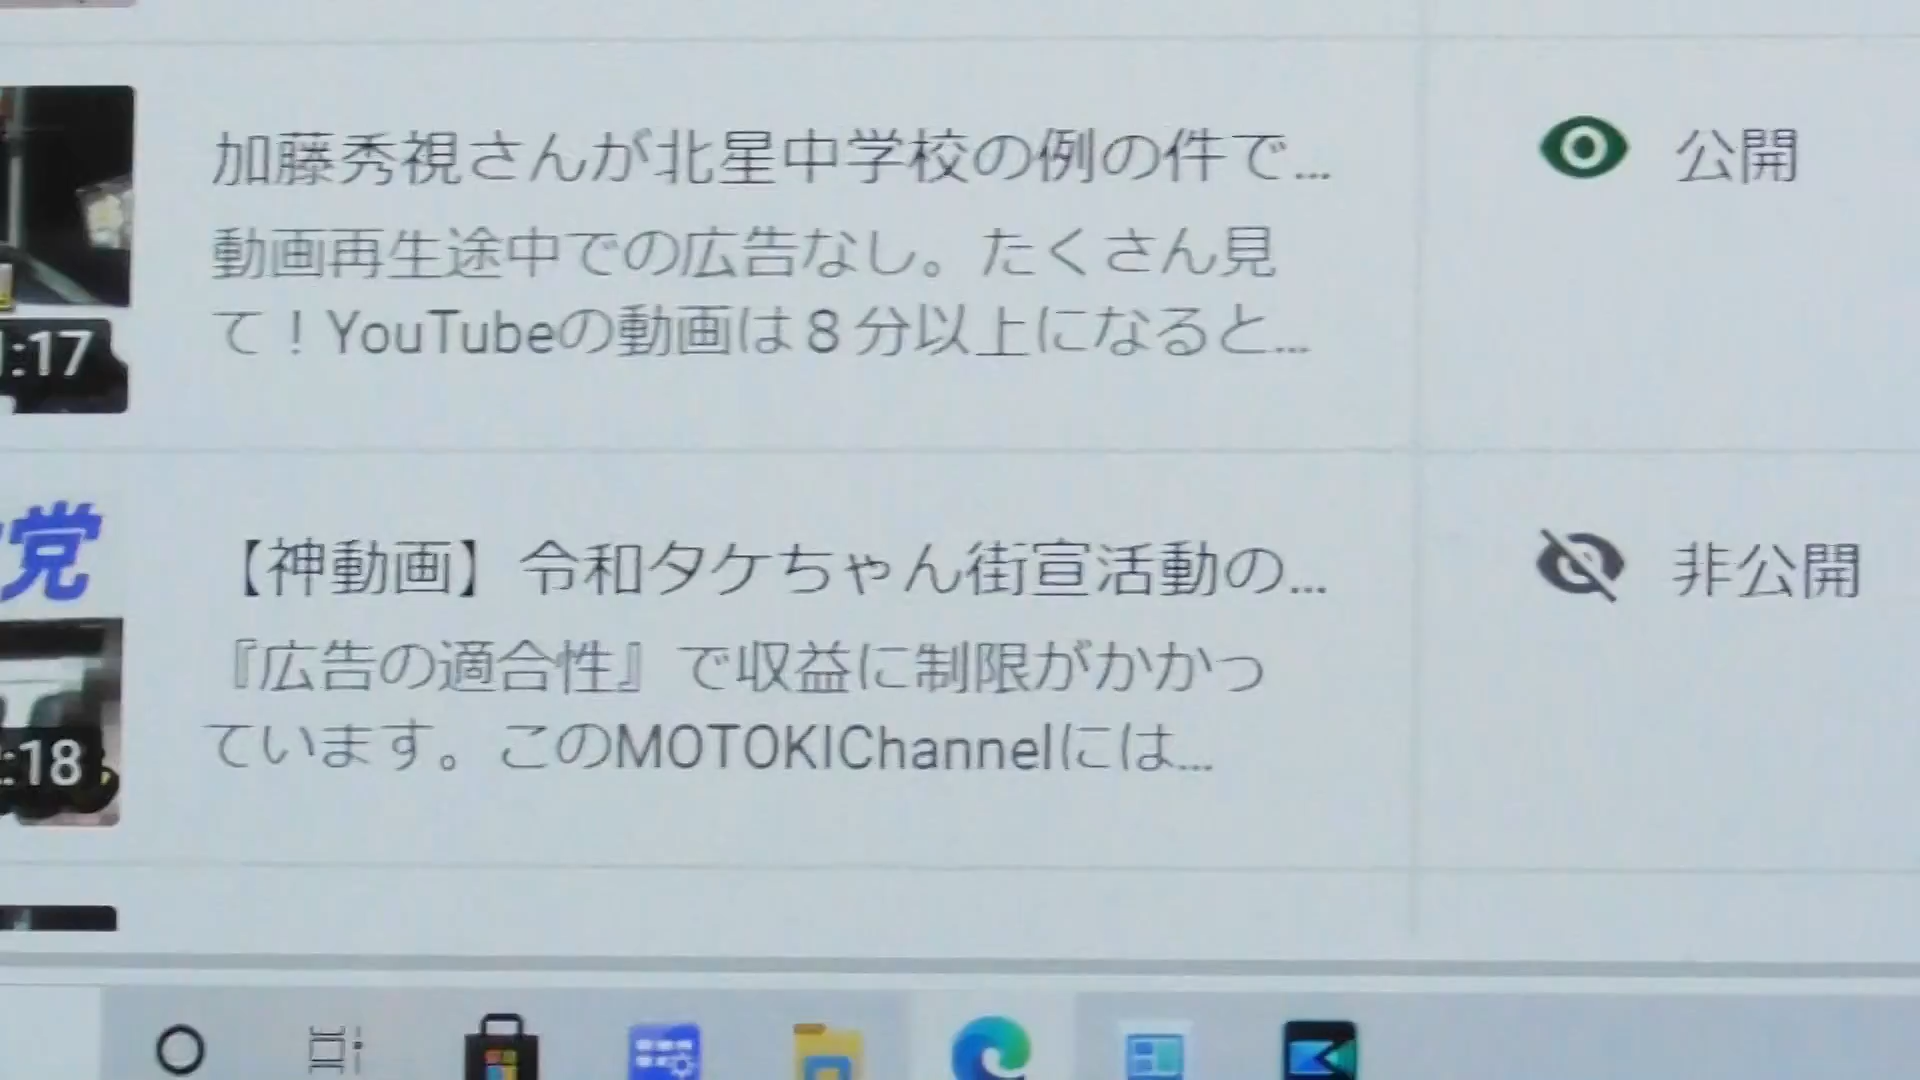 加藤秀視さんが北星中学校の例の件で...
公開
動画再生途中での広告なし。たくさん見
て！YouTubeの動画は８分以上になると...
:17
党
【神動画】令和タケちゃん街宣活動の...
非公開
『広告の適合性』で収益に制限がかかっ
ています。このMOTOKIChannelには...
:18